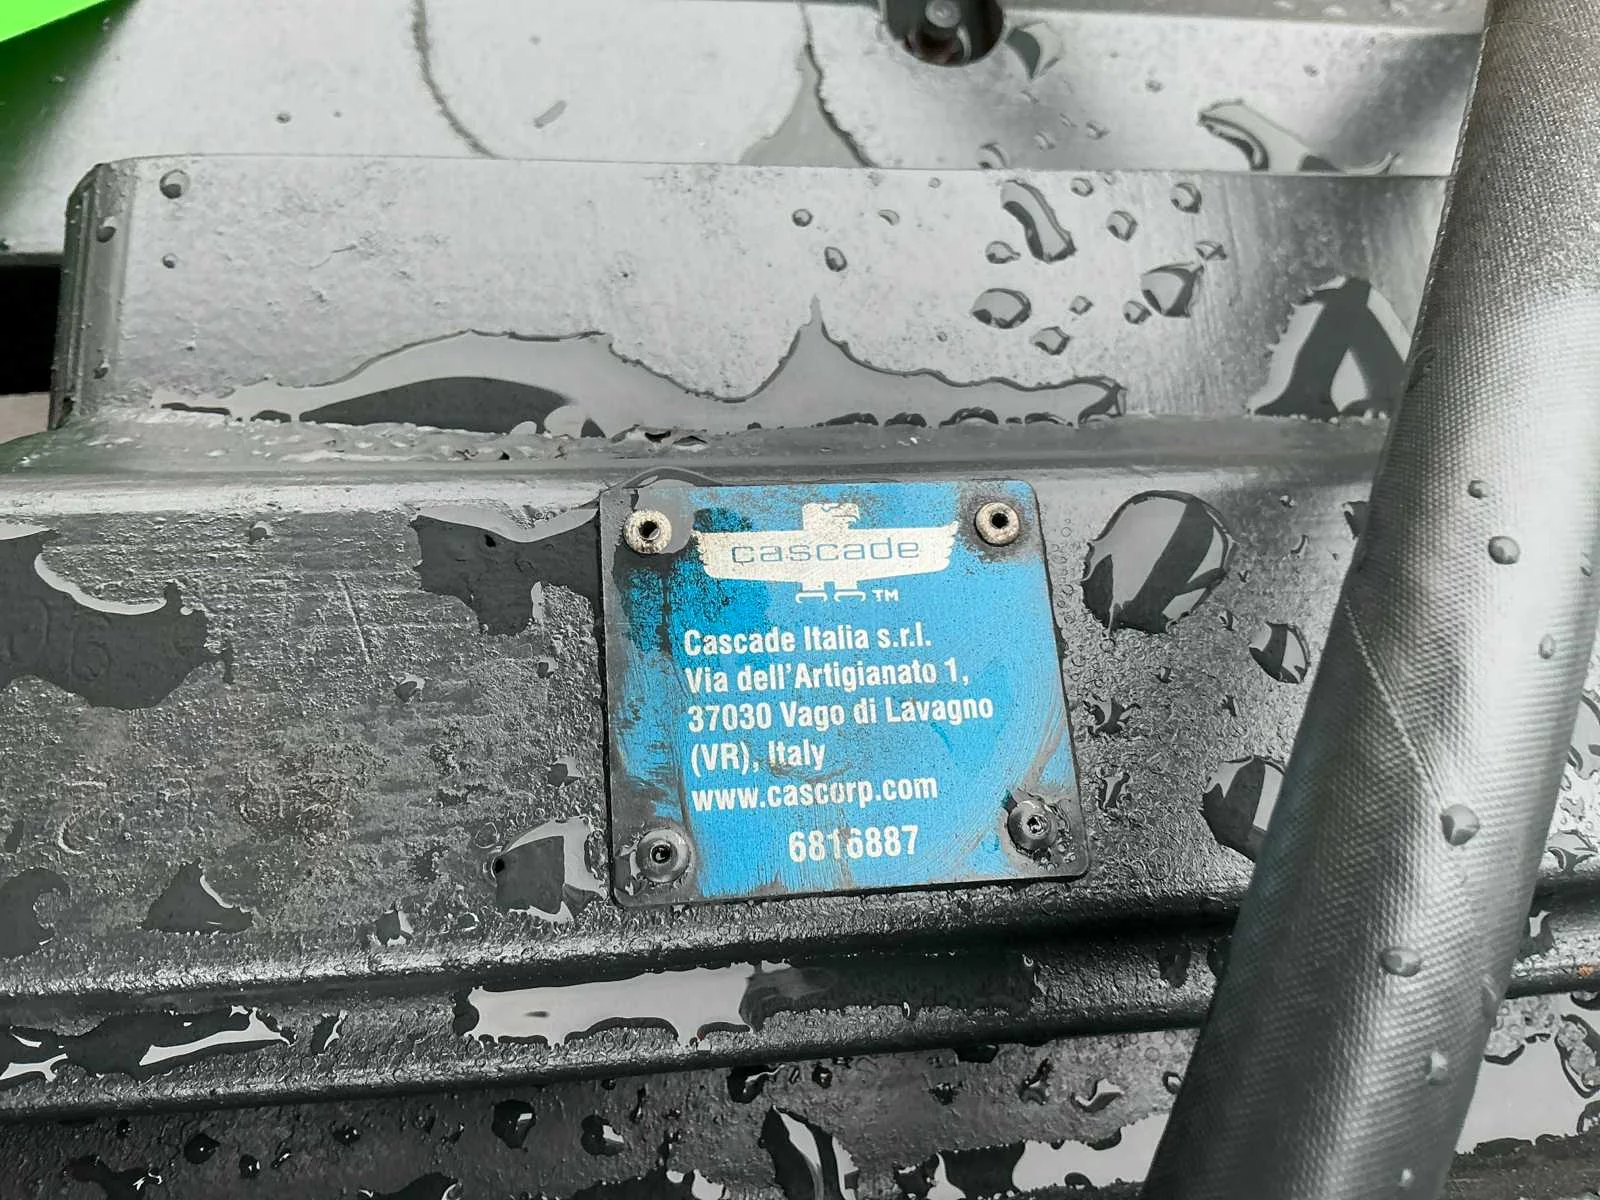 cascade
TM
Cascade Italia s.r.l.
Via dell'Artigianato 1,
37030 Vago di Lavagno
(VR), Italy
www.cascorp.com
6816887